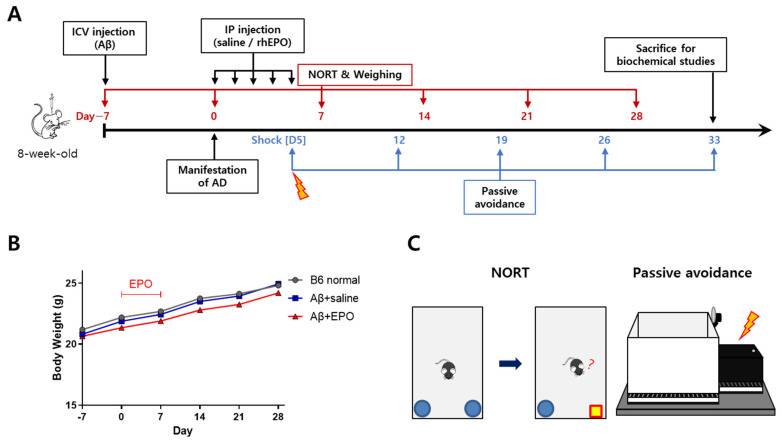 A
ICV injection
(Aβ)
IP injection
(saline / rhEPO)
Sacrifice for
biochemical studies
NORT & Weighing
Day−7
0
7
14
21
28
8-week-old
Shock [D5]
12
19
26
33
Manifestation
of AD
Passive
avoidance
B
EPO
B6 normal
Aβ+saline
Aβ+EPO
Body Weight (g)
25
20
15
-7
0
7
14
21
28
Day
C
NORT
Passive avoidance
?